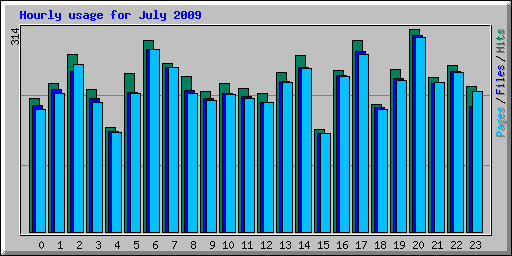 Hourly usage for July 2009
314
Pages / Files / Hits
0 1 2 3 4 5 6 7 8 9 10 11 12 13 14 15 16 17 18 19 20 21 22 23